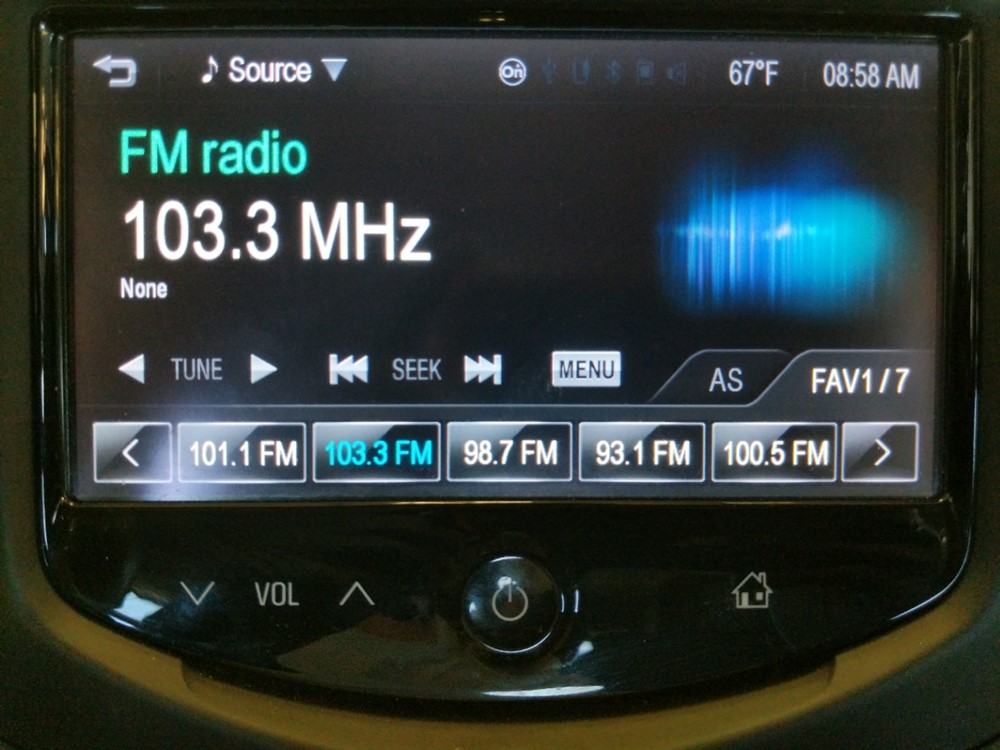 Source On 67°F 08:58 AM
FM radio
103.3 MHz
None
TUNE SEEK MENU AS FAV1 / 7
101.1 FM 103.3 FM 98.7 FM 93.1 FM 100.5 FM
VOL